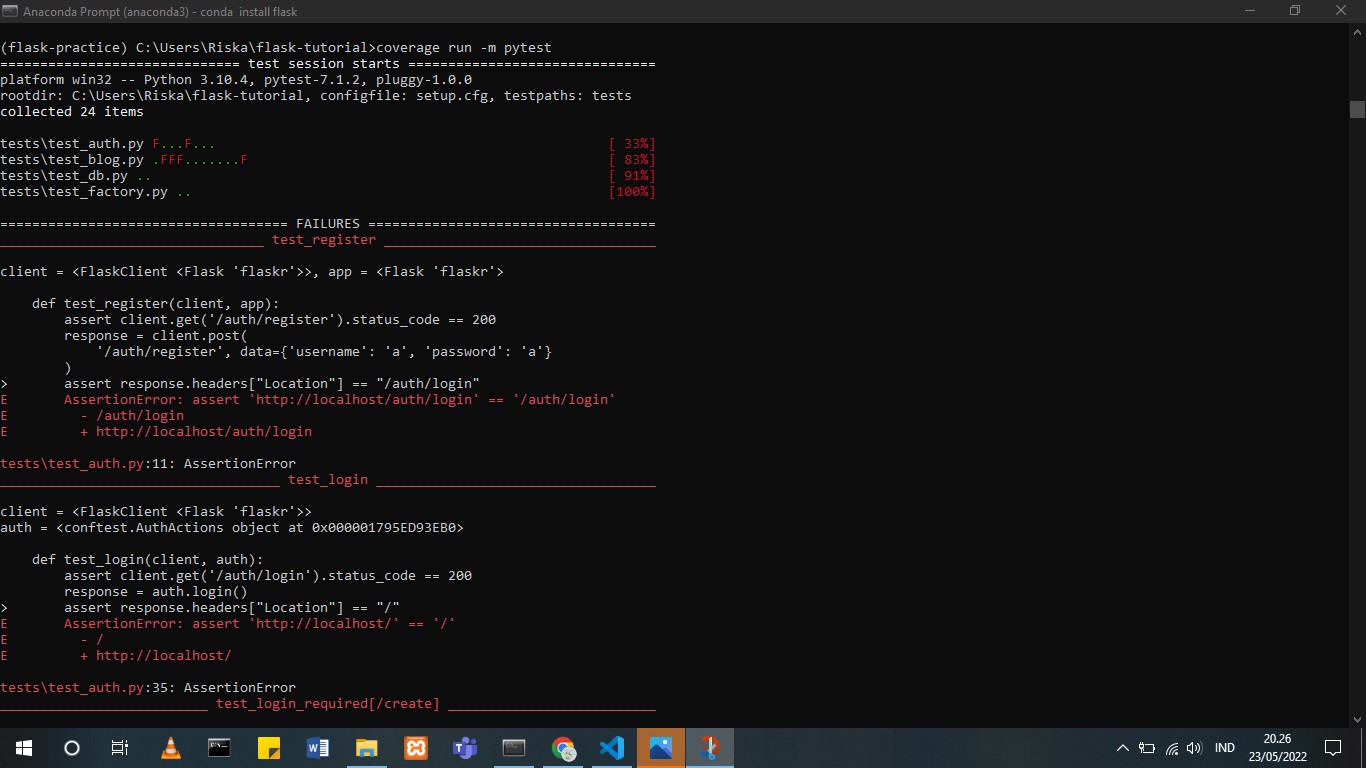 Anaconda Prompt (anaconda3) - conda  install flask
(flask-practice) C:\Users\Riska\flask-tutorial>coverage run -m pytest
============================= test session starts ===============================
platform win32 -- Python 3.10.4, pytest-7.1.2, pluggy-1.0.0
rootdir: C:\Users\Riska\flask-tutorial, configfile: setup.cfg, testpaths: tests
collected 24 items
tests\test_auth.py F...F... [ 33%]
tests\test_blog.py .FFF.......F [ 83%]
tests\test_db.py .. [ 91%]
tests\test_factory.py .. [100%]
==================================== FAILURES ====================================
_________________________________ test_register __________________________________
client = <FlaskClient <Flask 'flaskr'>>, app = <Flask 'flaskr'>
    def test_register(client, app):
        assert client.get('/auth/register').status_code == 200
        response = client.post(
            '/auth/register', data={'username': 'a', 'password': 'a'}
        )
>       assert response.headers["Location"] == "/auth/login"
E       AssertionError: assert 'http://localhost/auth/login' == '/auth/login'
E         - /auth/login
E         + http://localhost/auth/login
tests\test_auth.py:11: AssertionError
___________________________________ test_login ___________________________________
client = <FlaskClient <Flask 'flaskr'>>
auth = <conftest.AuthActions object at 0x000001795ED93EB0>
    def test_login(client, auth):
        assert client.get('/auth/login').status_code == 200
        response = auth.login()
>       assert response.headers["Location"] == "/"
E       AssertionError: assert 'http://localhost/' == '/'
E         - /
E         + http://localhost/
tests\test_auth.py:35: AssertionError
__________________________ test_login_required[/create] __________________________
IND
20.26
23/05/2022